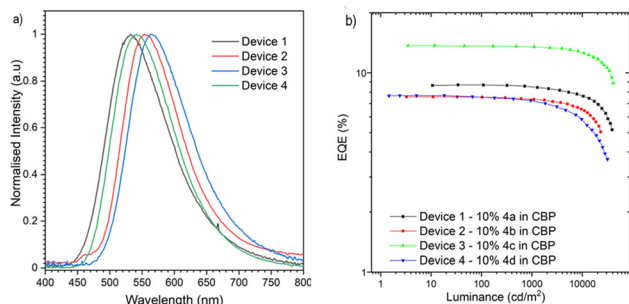 a)
Device 1
Device 2
Device 3
Device 4
Normalised Intensity (a.u)
1
0.8
0.6
0.4
0.2
0
400 450 500 550 600 650 700 750 800
Wavelength (nm)
b)
EQE (%)
10
1
Device 1 - 10% 4a in CBP
Device 2 - 10% 4b in CBP
Device 3 - 10% 4c in CBP
Device 4 - 10% 4d in CBP
1 10 100 1000 10000
Luminance (cd/m²)